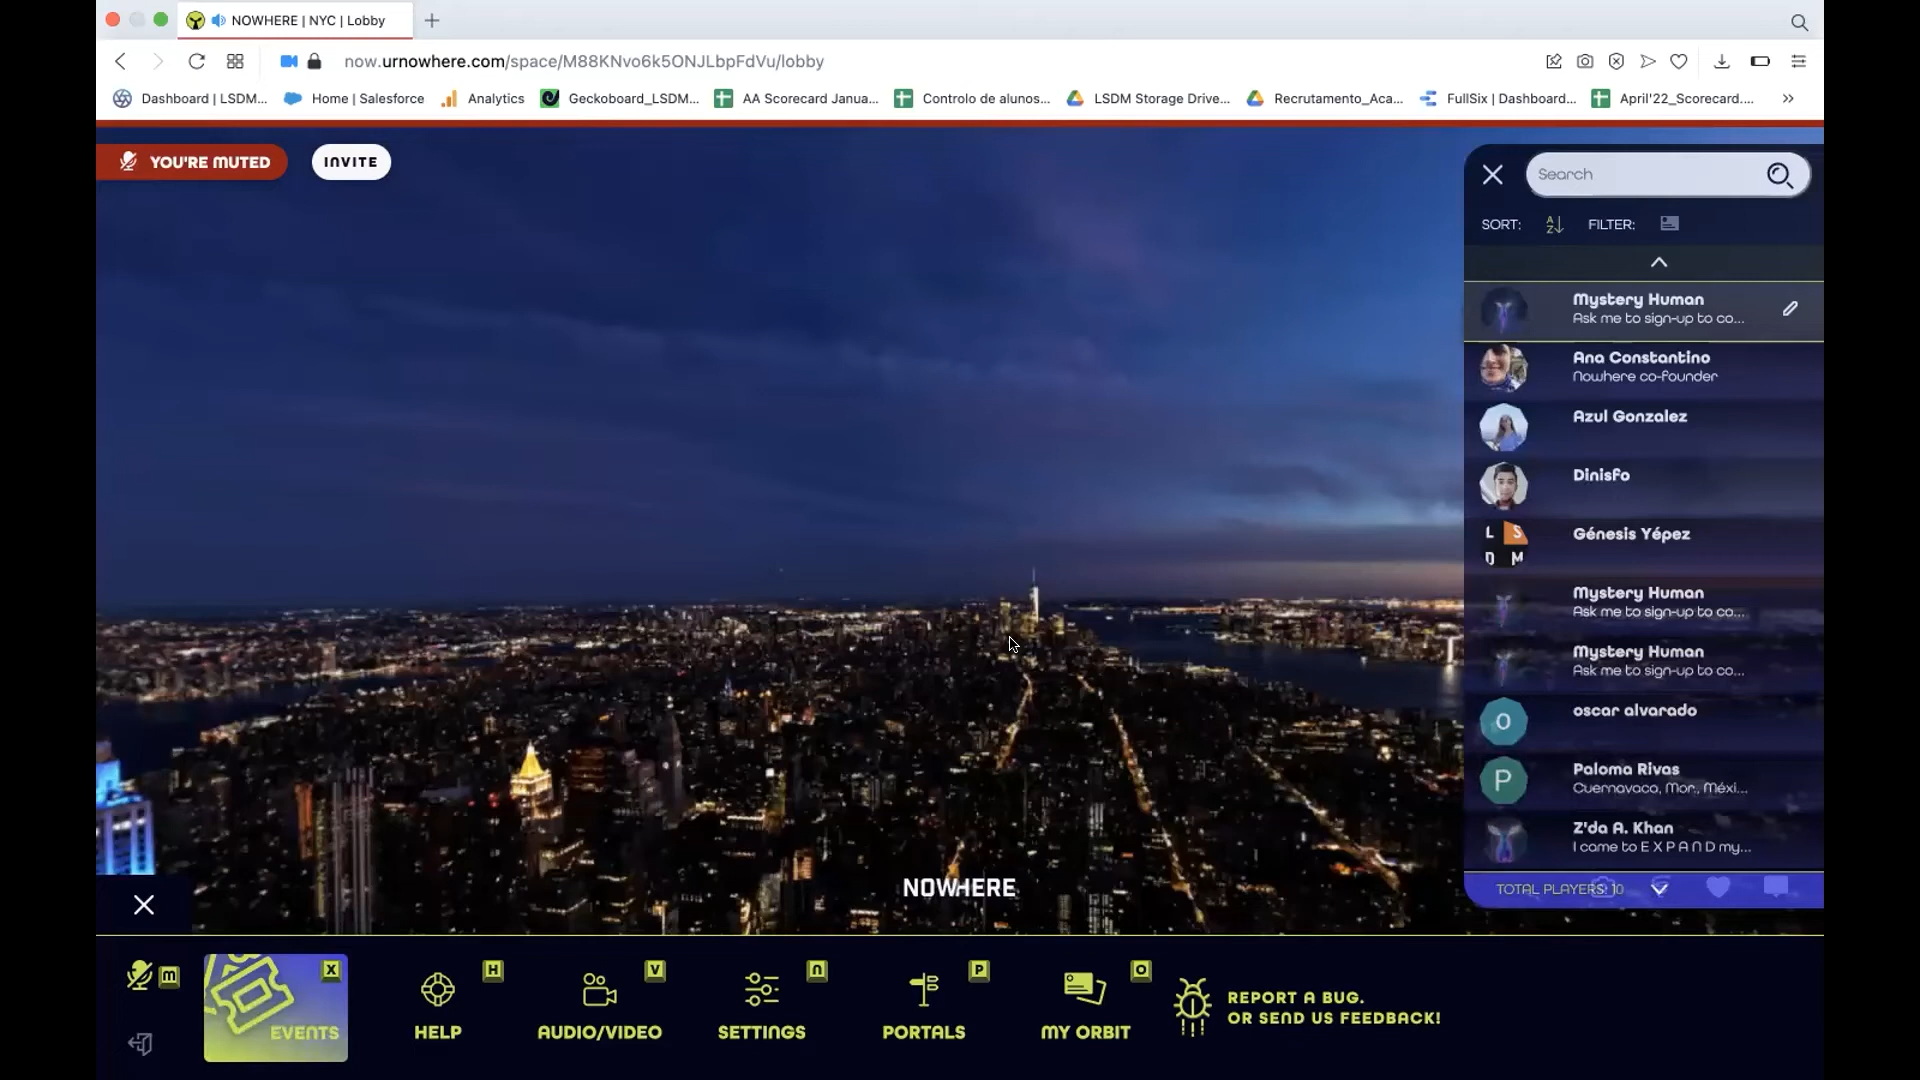 NOWHERE | NYC | Lobby
now.urnowhere.com/space/M88KNvo6k5ONJLbpFdVu/lobby
Dashboard | LSDM...
Home | Salesforce
Analytics
Geckoboard_LSDM...
AA Scorecard Janua...
Controlo de alunos...
LSDM Storage Drive...
Recrutamento_Aca...
FullSix | Dashboard...
April'22_Scorecard....
YOU'RE MUTED
INVITE
Search
SORT:
FILTER:
Mystery Human
Ask me to sign-up to co...
Ana Constantino
Nowhere co-founder
Azul Gonzalez
Dinisfo
L S
D M
Génesis Yépez
Mystery Human
Ask me to sign-up to co...
Mystery Human
Ask me to sign-up to co...
O
oscar alvarado
P
Paloma Rivas
Cuernavaca, Mor., Méxi...
Z'da A. Khan
I came to E X P A N D my...
TOTAL PLAYERS: 10
NOWHERE
M
X
EVENTS
H
HELP
V
AUDIO/VIDEO
N
SETTINGS
P
PORTALS
O
MY ORBIT
REPORT A BUG.
OR SEND US FEEDBACK!